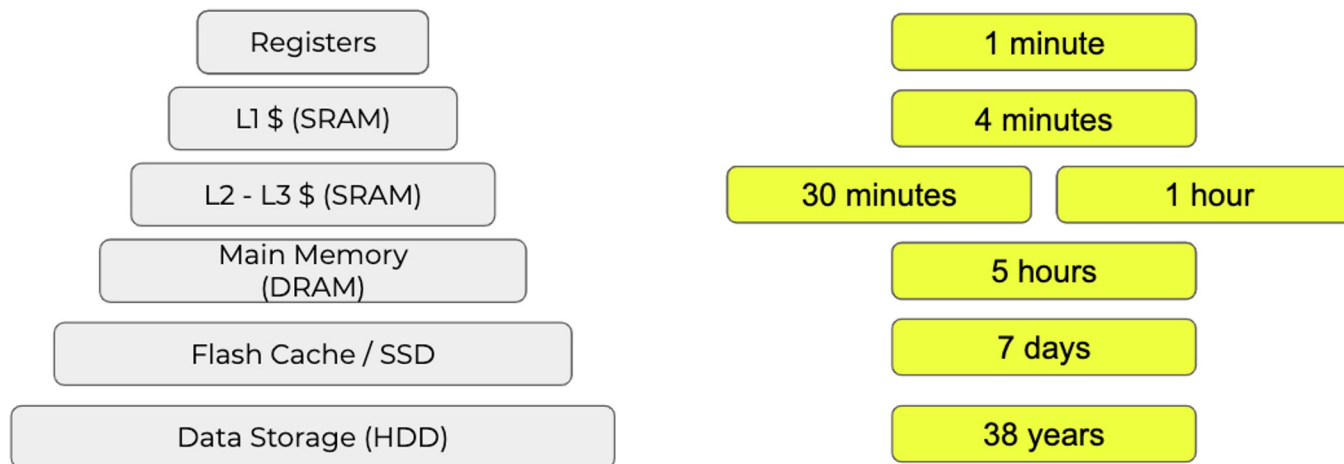 Registers
1 minute
L1 $ (SRAM)
4 minutes
L2 - L3 $ (SRAM)
30 minutes
1 hour
Main Memory
(DRAM)
5 hours
Flash Cache / SSD
7 days
Data Storage (HDD)
38 years